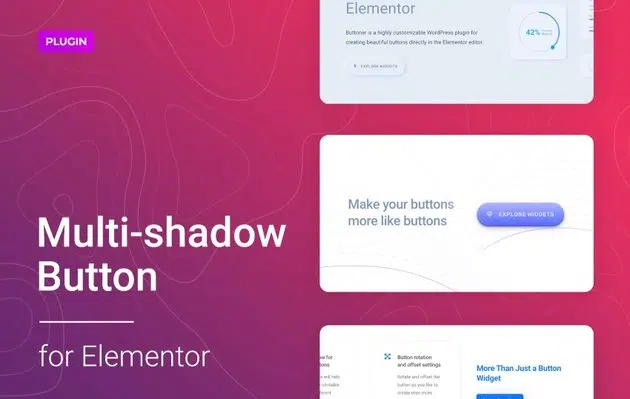 PLUGIN
Multi-shadow
Button
for Elementor
Elementor
Buttoner is a highly customizable WordPress plugin for
creating beautiful buttons directly in the Elementor editor.
EXPLORE WIDGETS
42%
Make your buttons
more like buttons
EXPLORE WIDGETS
Button rotation
and offset settings
Rotate and offset the
button as you like to
create even more
More Than Just a Button
Widget